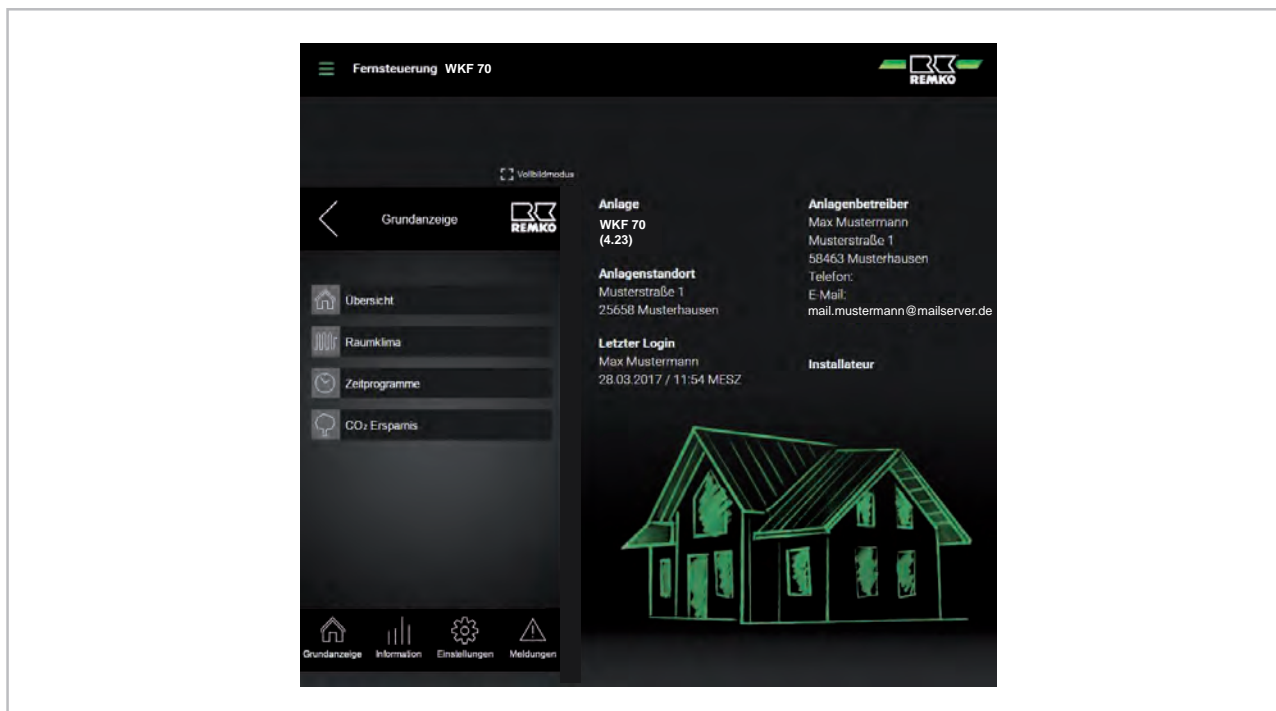 Fernsteuerung WKF 70
REMKO
Vollbildmodus
Grundanzeige
REMKO
Übersicht
Raumklima
Zeitprogramme
CO₂ Ersparnis
Grundanzeige Information Einstellungen Meldungen
Anlage
WKF 70
(4.23)
Anlagenstandort
Musterstraße 1
25658 Musterhausen
Letzter Login
Max Mustermann
28.03.2017 / 11:54 MESZ
Anlagenbetreiber
Max Mustermann
Musterstraße 1
58463 Musterhausen
Telefon:
E-Mail:
mail.mustermann@mailserver.de
Installateur